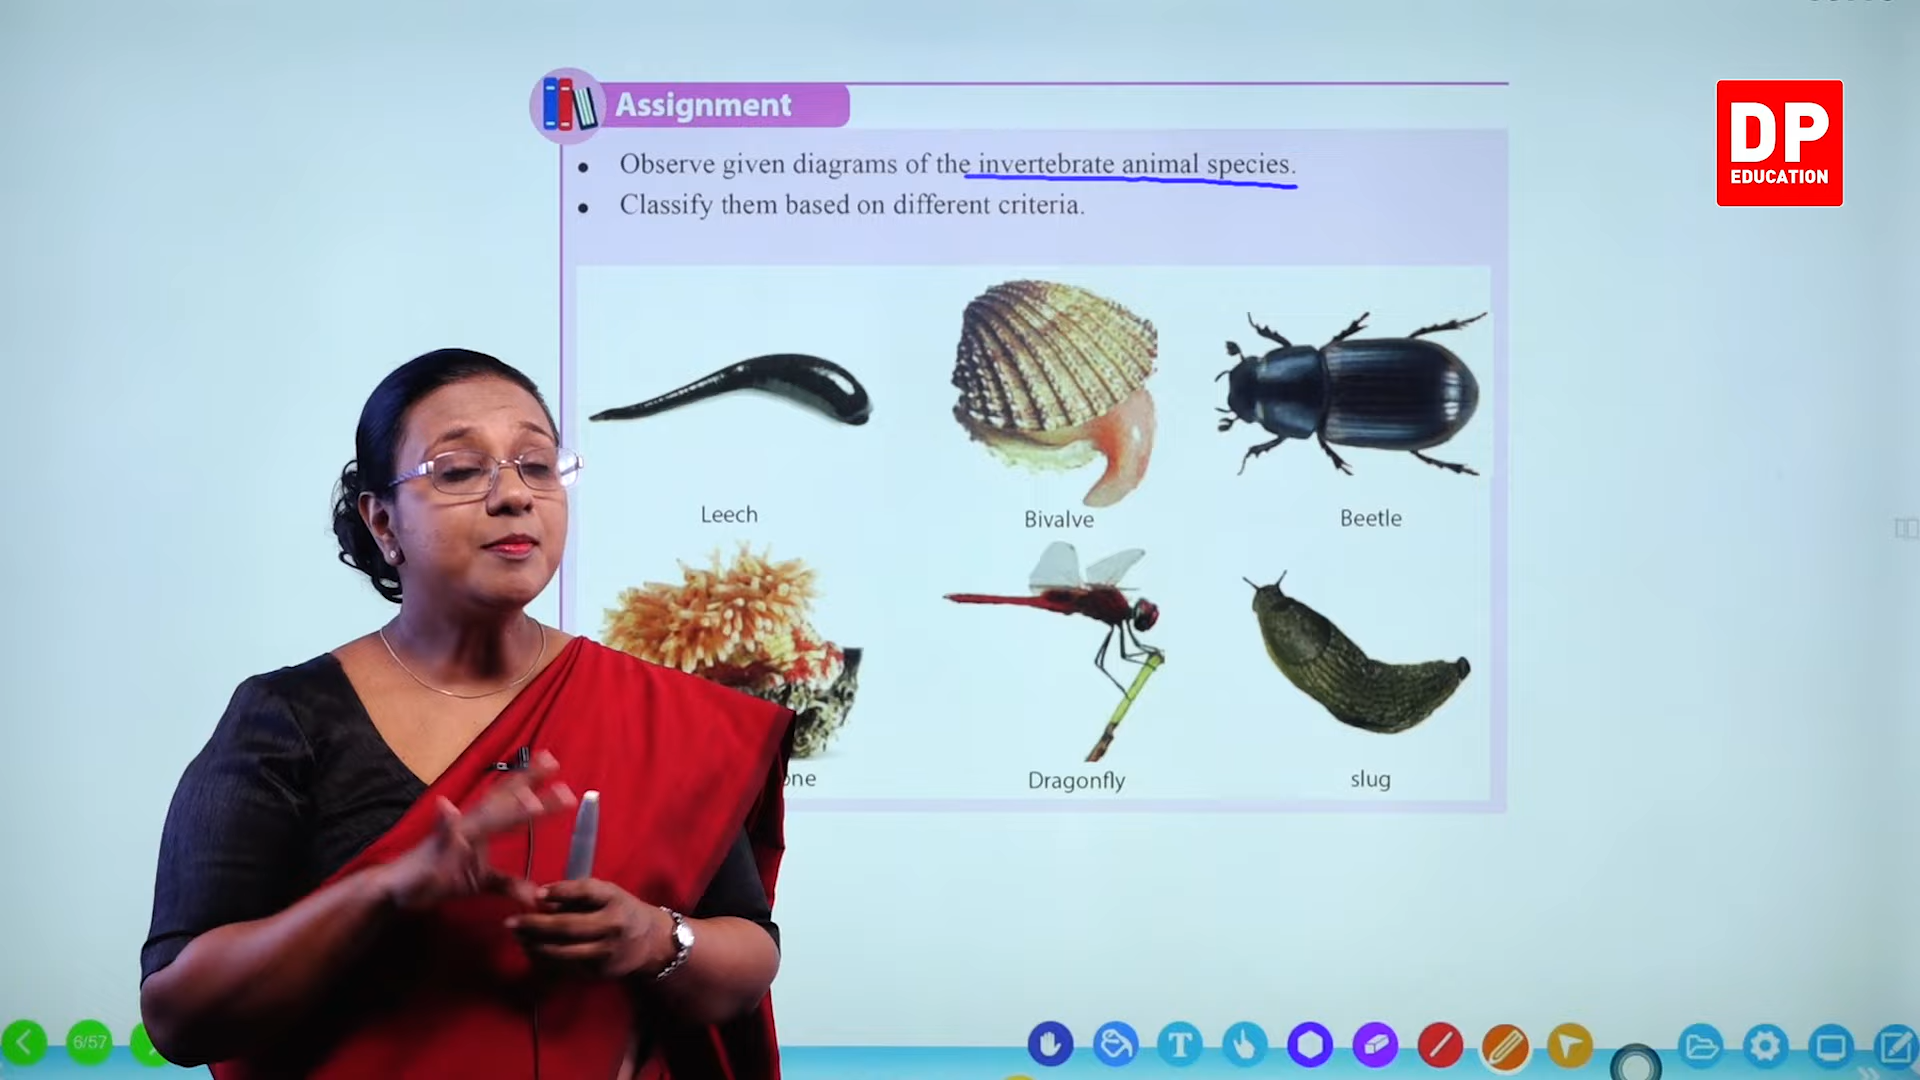 DP
EDUCATION
Assignment
• Observe given diagrams of the invertebrate animal species.
• Classify them based on different criteria.
Leech
Bivalve
Beetle
Dragonfly
slug
6/57
T